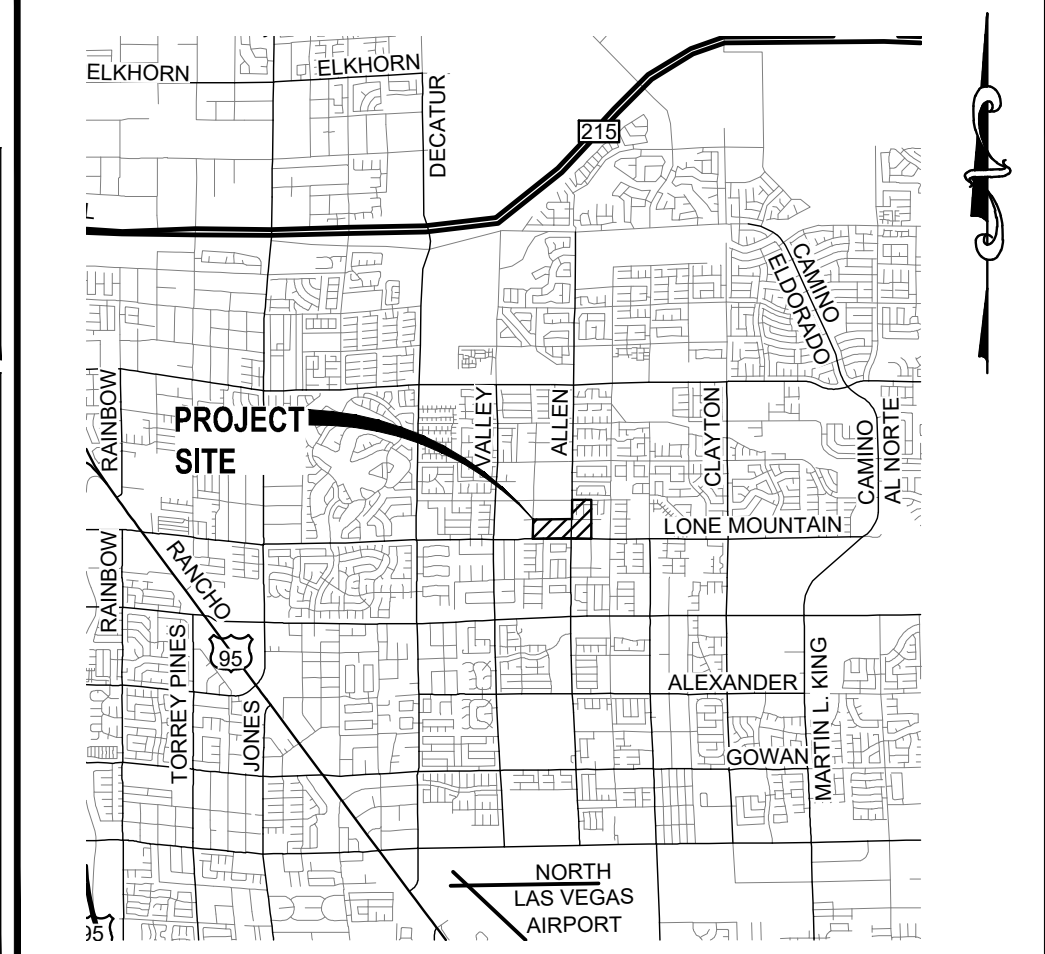 ELKHORN
ELKHORN
DECATUR
215
L
CAMINO
ELDORADO
RAINBOW
PROJECT
SITE
VALLEY
ALLEN
CLAYTON
CAMINO
AL NORTE
LONE MOUNTAIN
RAINBOW
RANCHO
95
TORREY PINES
JONES
ALEXANDER
MARTIN L. KING
GOWAN
NORTH
LAS VEGAS
AIRPORT
95